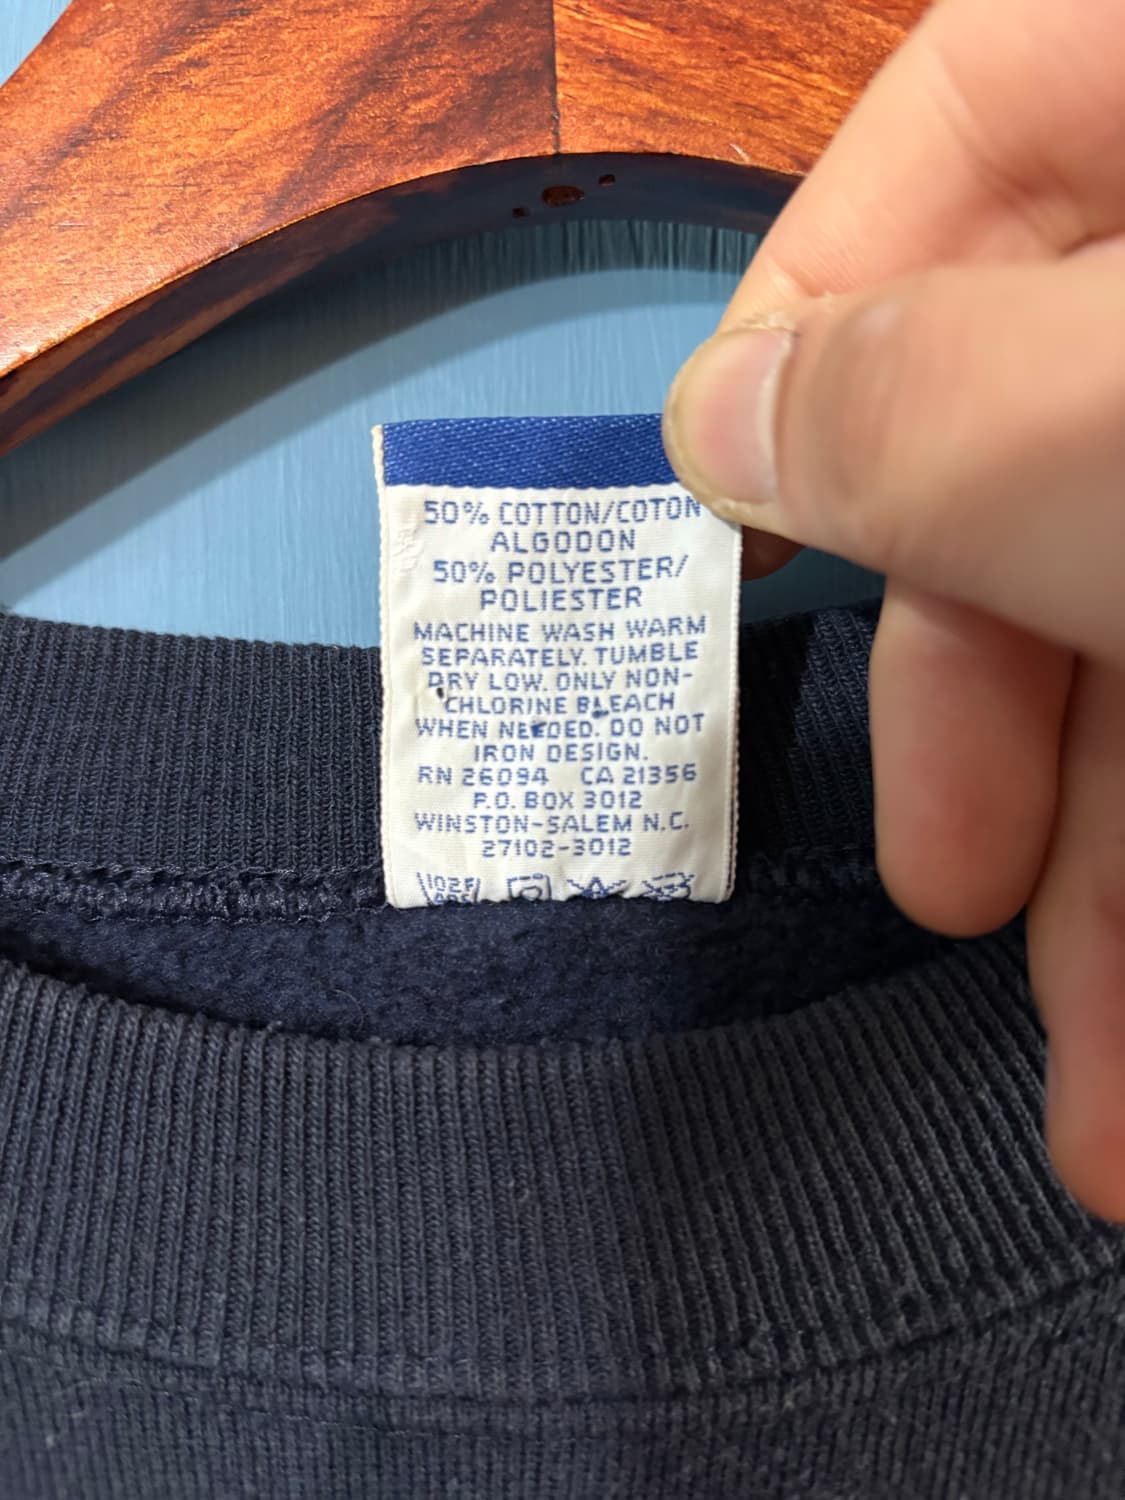 50% COTTON/COTON
ALGODON
50% POLYESTER/
POLIESTER
MACHINE WASH WARM
SEPARATELY. TUMBLE
DRY LOW. ONLY NON-
CHLORINE BLEACH
WHEN NEEDED. DO NOT
IRON DESIGN.
RN 26094 CA 21356
P.O. BOX 3012
WINSTON-SALEM N.C.
27102-3012